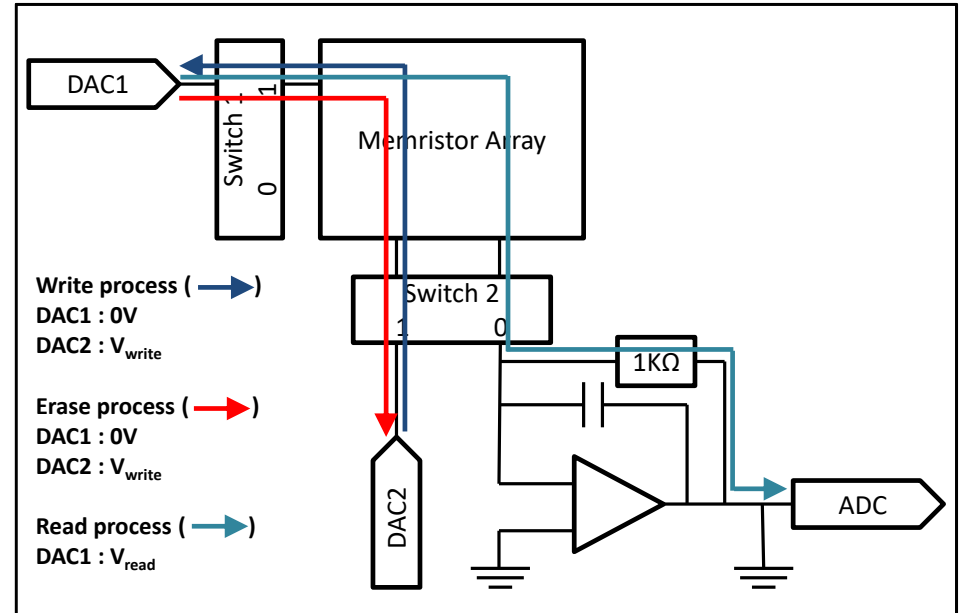 DAC1
Switch 1
1
0
Memristor Array
Switch 2
1 0
1KΩ
DAC2
ADC
Write process ( )
DAC1 : 0V
DAC2 : Vwrite
Erase process ( )
DAC1 : 0V
DAC2 : Vwrite
Read process ( )
DAC1 : Vread